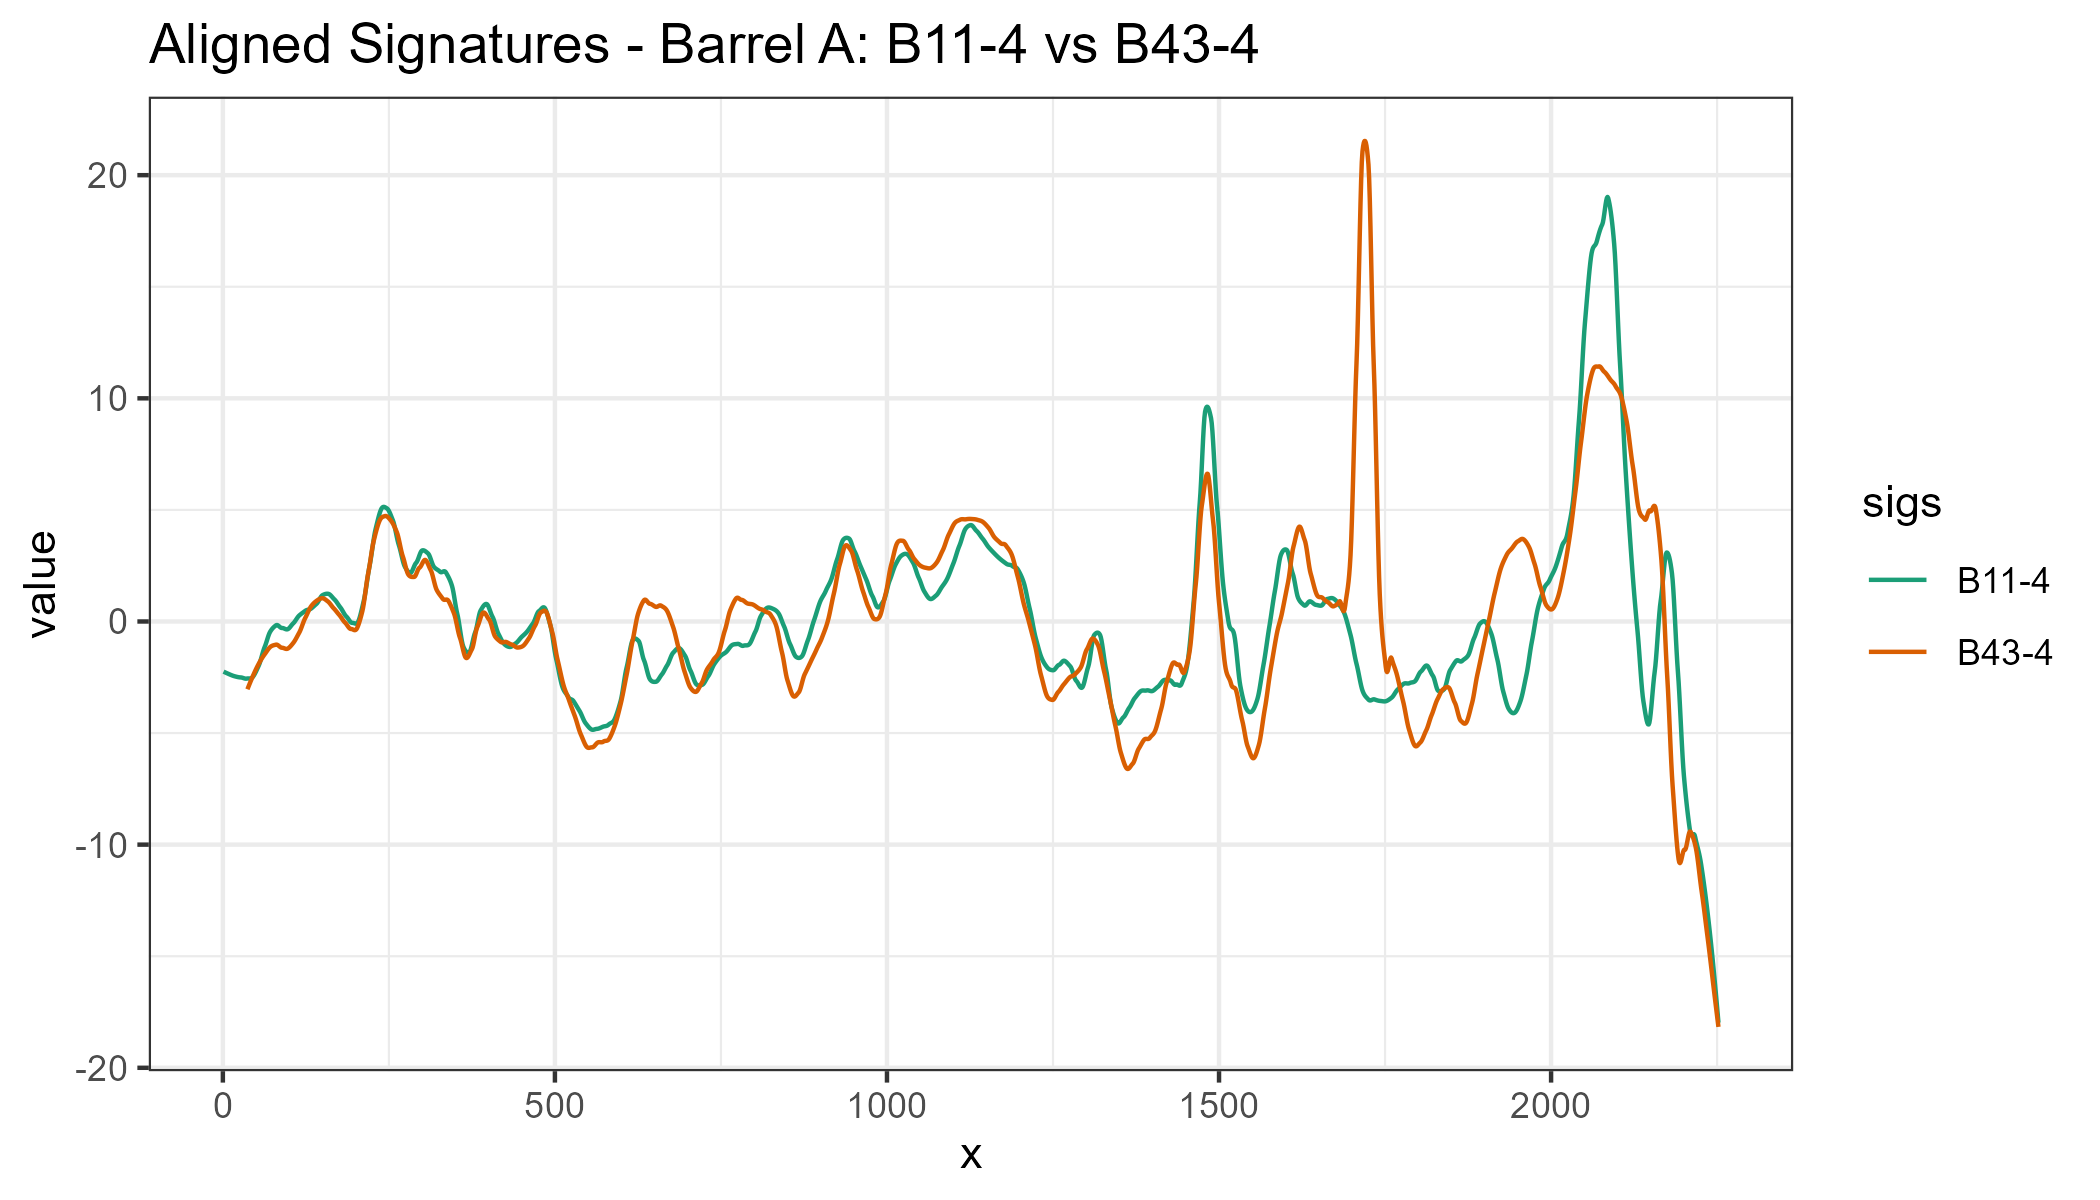 Aligned Signatures - Barrel A: B11-4 vs B43-4
20
10
0
-10
-20
value
0 500 1000 1500 2000
x
sigs
B11-4
B43-4